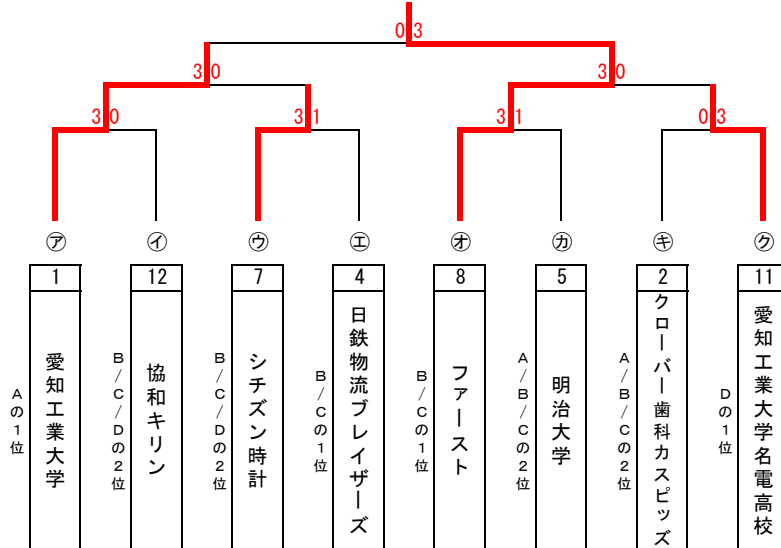 0 3
3 0
3 0
3 0
3 1
3 1
0 3
㋐
㋑
㋒
㋓
㋔
㋕
㋖
㋗
1
12
7
4
8
5
2
11
Aの1位
愛知工業大学
B/C/Dの2位
協和キリン
B/C/Dの2位
シチズン時計
B/Cの1位
日鉄物流ブレイザーズ
B/Cの1位
ファースト
A/B/Cの2位
明治大学
A/B/Cの2位
クローバー歯科カスピッズ
Dの1位
愛知工業大学名電高校